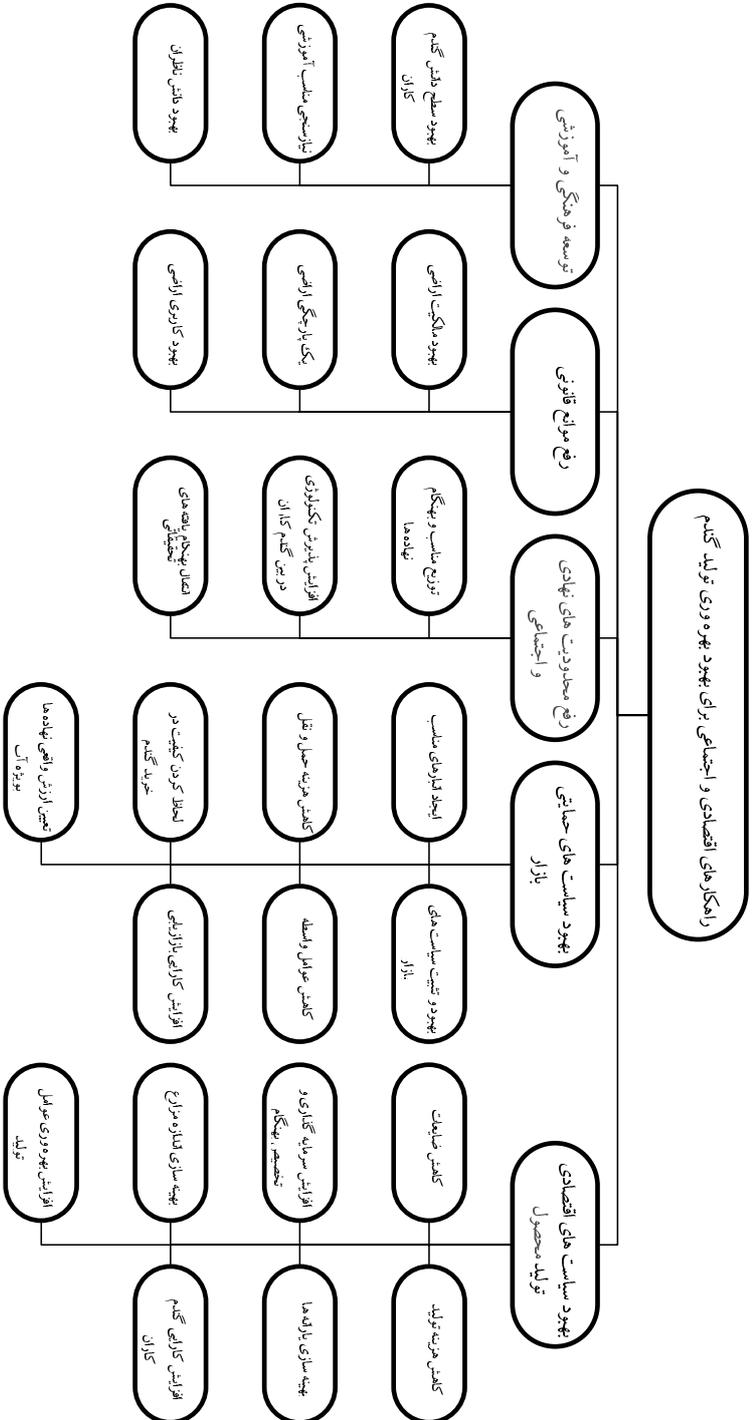 راهکارهای اقتصادی و اجتماعی برای بهبود بهره وری تولید گندم
بهبود سیاست های اقتصادی
تولید محصول
کاهش هزینه تولید
کاهش ضایعات
بهینه سازی یارانه ها
افزایش سرمایه گذاری و
تخصیص بهنگام
افزایش کارایی گندم
کاران
بهینه سازی اندازه مزارع
افزایش بهره وری عوامل
تولید
بهبود سیاست های حمایتی
بازار
بهبود و تثبیت سیاست های
بازار
ایجاد انبارهای مناسب
کاهش عوامل واسطه
کاهش هزینه حمل و نقل
افزایش کارایی بازاریابی
لحاظ کردن کیفیت در
خرید گندم
تعیین ارزش واقعی نهاده ها
بویژه آب
رفع محدودیت های نهادی
و اجتماعی
توزیع مناسب و بهنگام
نهاده ها
افزایش پذیرش تکنولوژی
در بین گندم کاران
انتقال بهنگام یافته های
تحقیقاتی
رفع موانع قانونی
بهبود مالکیت اراضی
یک پارچگی اراضی
بهبود کاربری اراضی
توسعه فرهنگی و آموزشی
بهبود سطح دانش گندم
کاران
نیازسنجی مناسب آموزشی
بهبود دانش ناظران